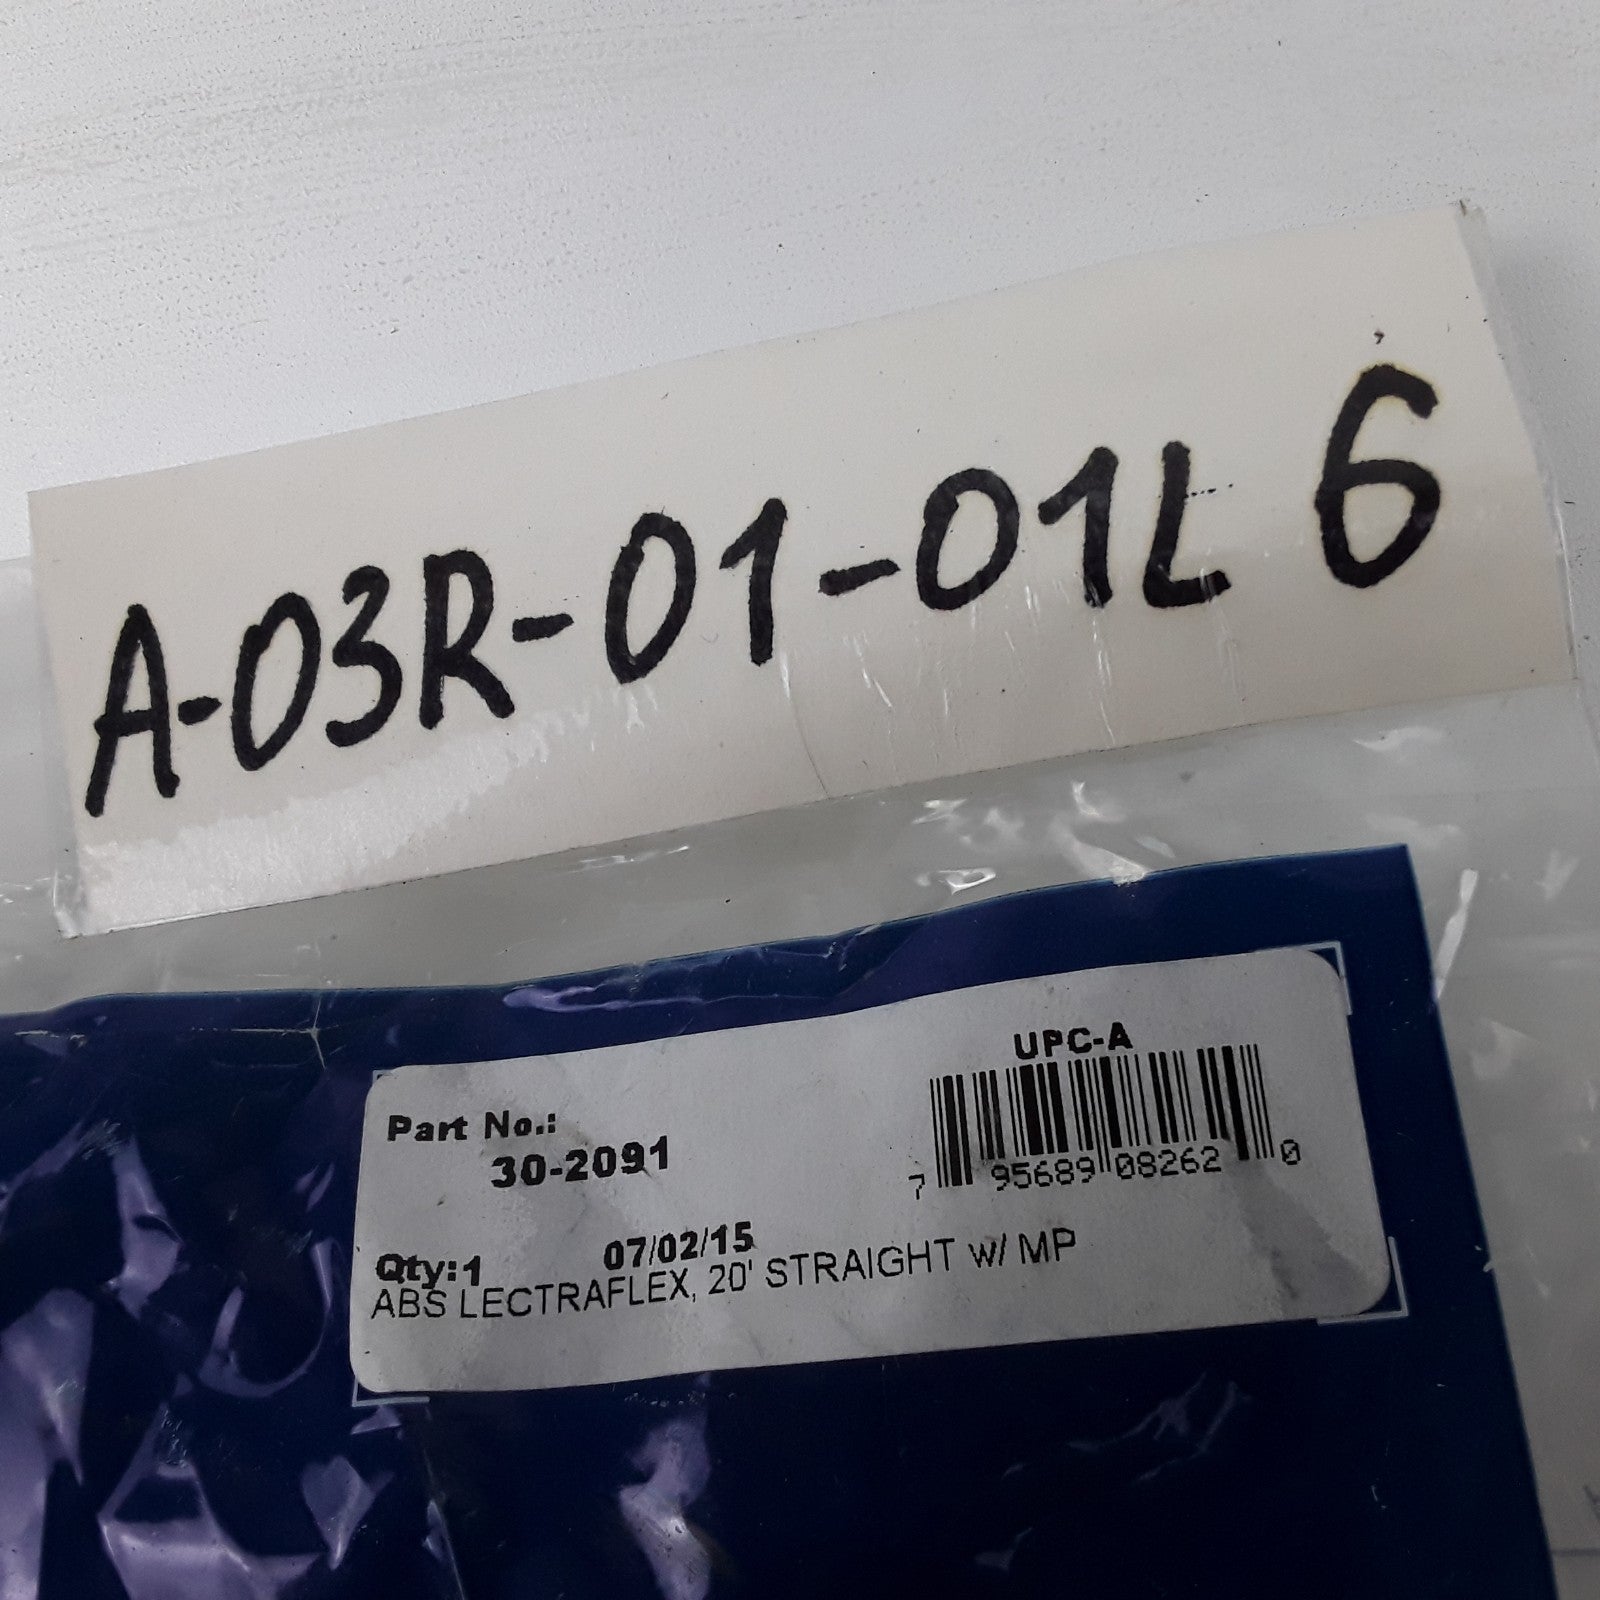 A-03R-01-01L 6
UPC-A
Part No.:
30-2091
7 95689 08262 0
07/02/15
Qty:1
ABS LECTRAFLEX, 20' STRAIGHT w/ MP